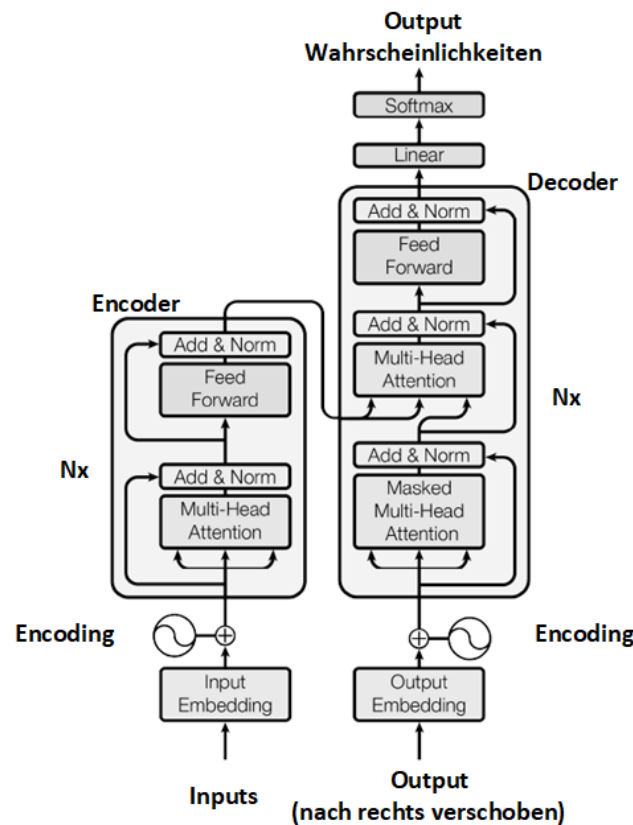 Output
Wahrscheinlichkeiten
Softmax
Linear
Decoder
Add & Norm
Feed
Forward
Add & Norm
Multi-Head
Attention
Nx
Add & Norm
Masked
Multi-Head
Attention
Encoder
Add & Norm
Feed
Forward
Nx
Add & Norm
Multi-Head
Attention
Encoding
Encoding
Input
Embedding
Output
Embedding
Inputs
Output
(nach rechts verschoben)